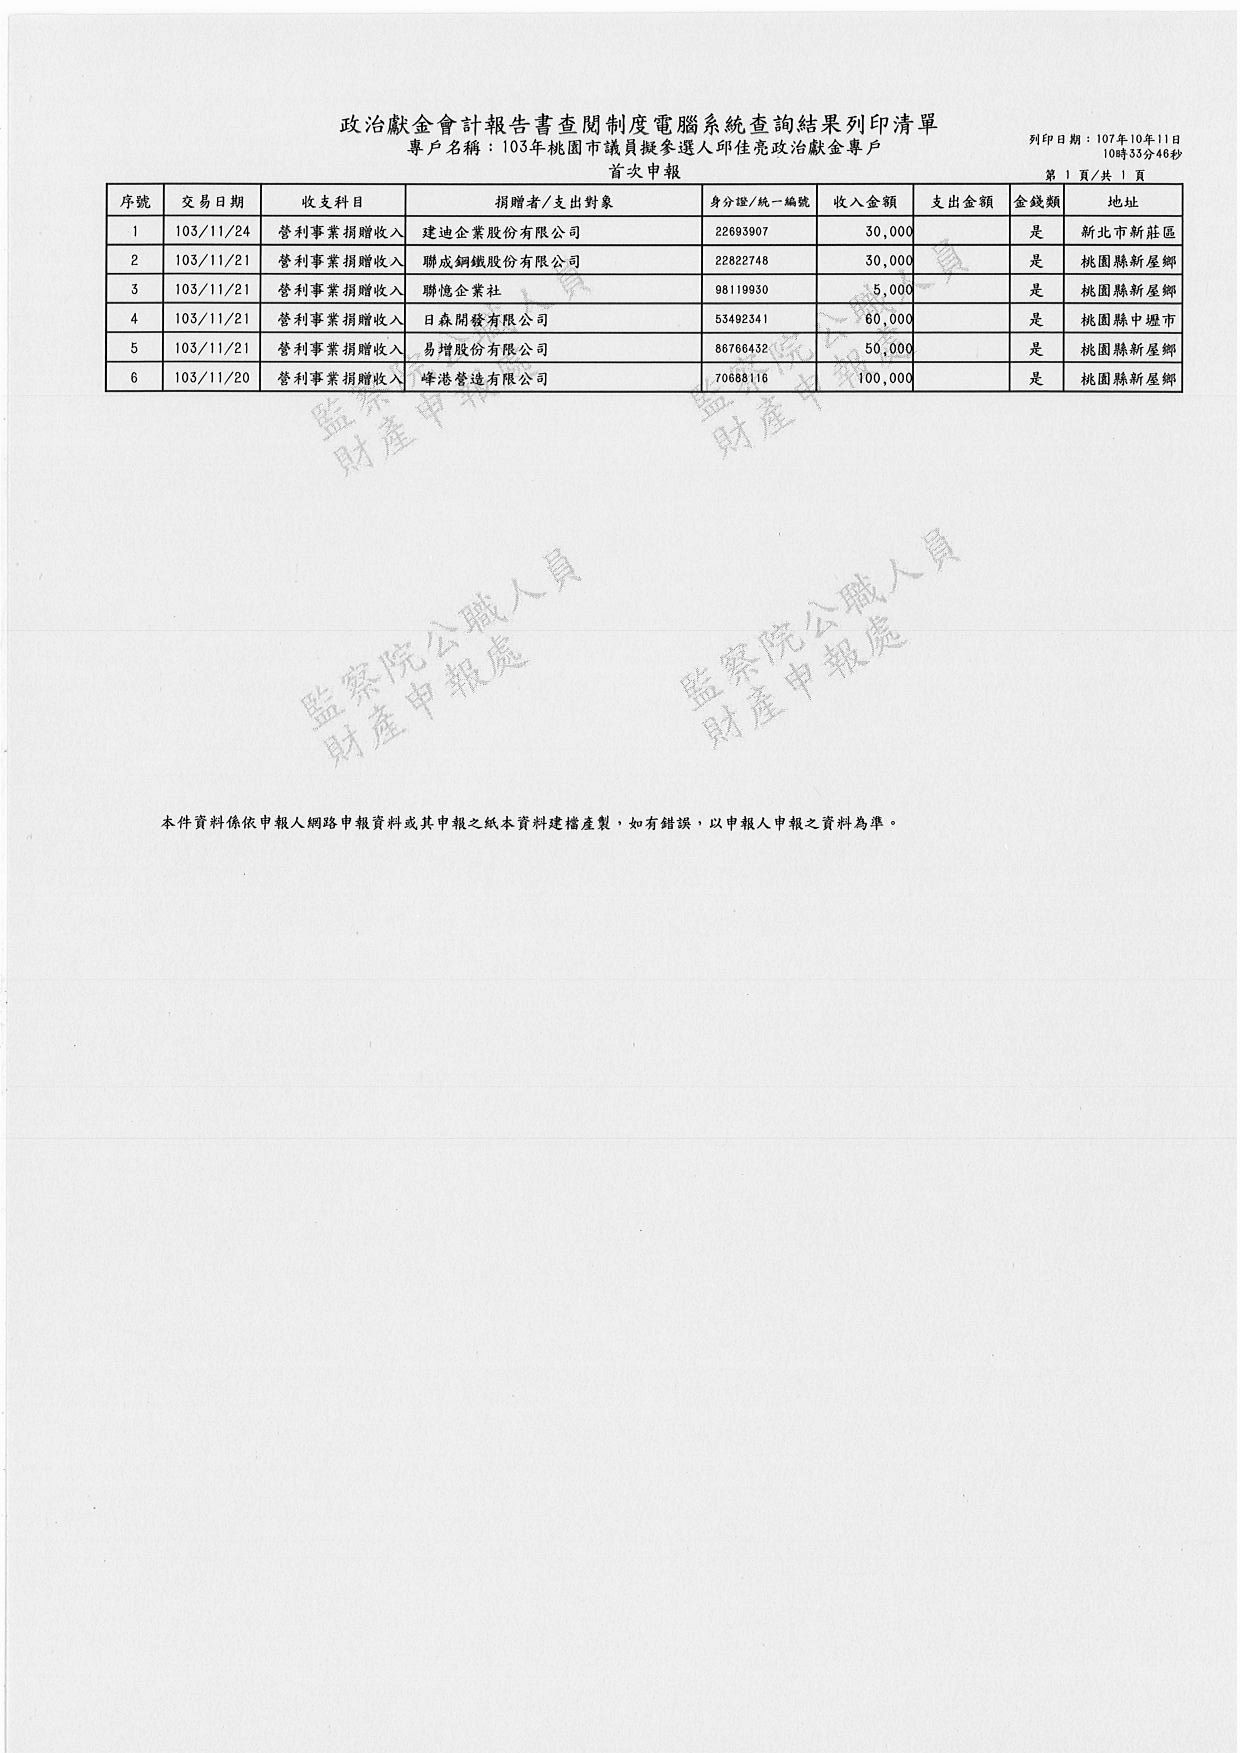 政治獻金會計報告書查閱制度電腦系統查詢結果列印清單
專戶名稱：103年桃園市議員擬參選人邱佳亮政治獻金專戶
首次申報
列印日期：107年10年11日
10時33分46秒
第 1 頁/共 1 頁
序號 交易日期 收支科目 捐贈者/支出對象 身分證/統一編號 收入金額 支出金額 金錢類 地址
1 103/11/24 營利事業捐贈收入 建迪企業股份有限公司 22693907 30,000 是 新北市新莊區
2 103/11/21 營利事業捐贈收入 聯成鋼鐵股份有限公司 22822748 30,000 是 桃園縣新屋鄉
3 103/11/21 營利事業捐贈收入 聯憶企業社 98119930 5,000 是 桃園縣新屋鄉
4 103/11/21 營利事業捐贈收入 日森開發有限公司 53492341 60,000 是 桃園縣中壢市
5 103/11/21 營利事業捐贈收入 易增股份有限公司 86766432 50,000 是 桃園縣新屋鄉
6 103/11/20 營利事業捐贈收入 峰港營造有限公司 70688116 100,000 是 桃園縣新屋鄉
監察院公職人員
財產申報處
監察院公職人員
財產申報處
監察院公職人員
財產申報處
監察院公職人員
財產申報處
本件資料係依申報人網路申報資料或其申報之紙本資料建檔產製，如有錯誤，以申報人申報之資料為準。